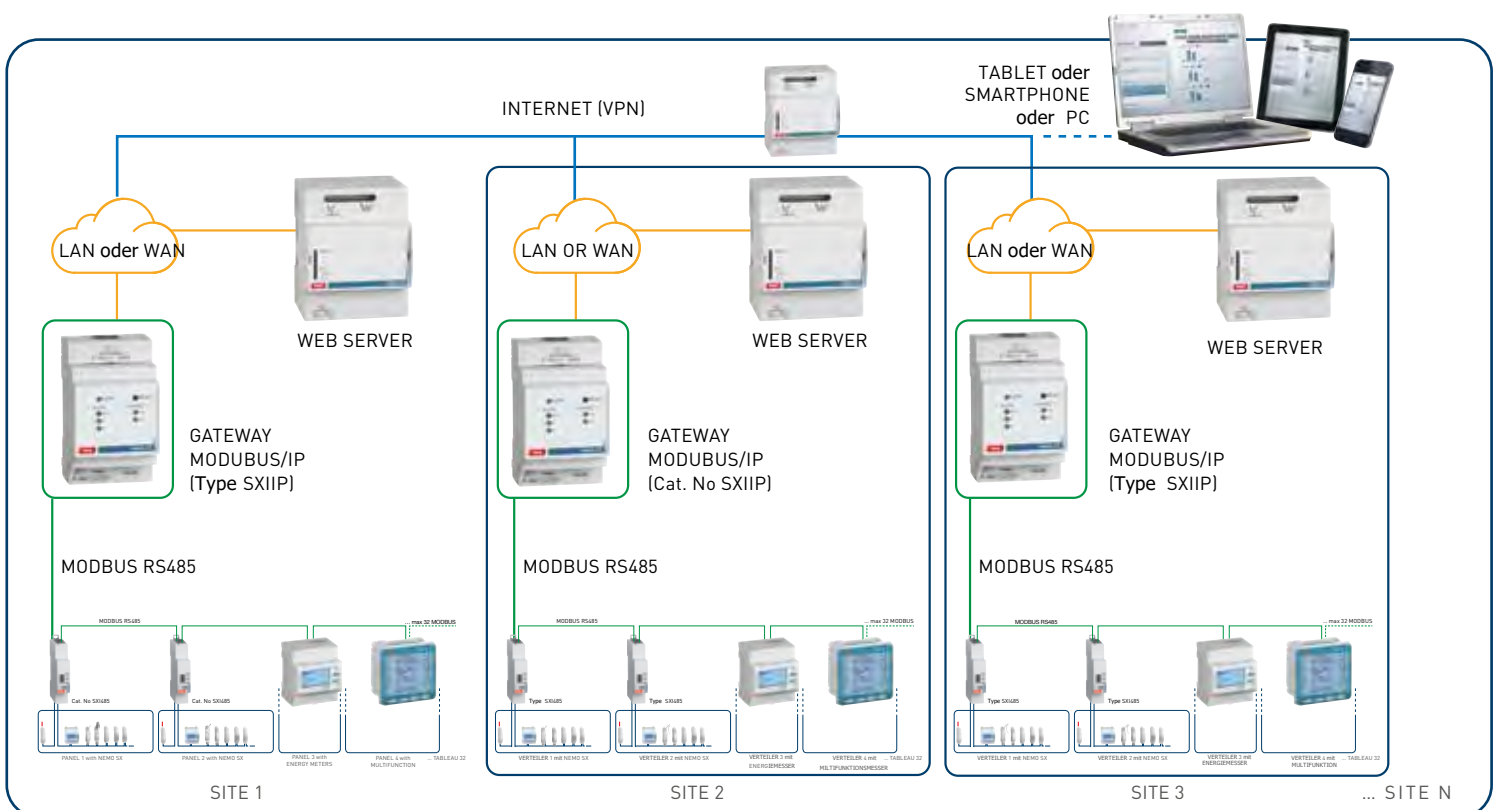 TABLET oder
SMARTPHONE
oder PC
INTERNET (VPN)
LAN oder WAN
WEB SERVER
GATEWAY
MODUBUS/IP
(Type SXIIP)
MODBUS RS485
MODBUS RS485
... max 32 MODBUS
Cat. No SXI485
Cat. No SXI485
PANEL 1 with NEMO SX
PANEL 2 with NEMO SX
PANEL 3 with
ENERGY METERS
PANEL 4 with
MULTIFUNCTION
... TABLEAU 32
SITE 1
LAN OR WAN
WEB SERVER
GATEWAY
MODUBUS/IP
(Cat. No SXIIP)
MODBUS RS485
MODBUS RS485
... max 32 MODBUS
Type SXI485
Type SXI485
VERTEILER 1 mit NEMO SX
VERTEILER 2 mit NEMO SX
VERTEILER 3 mit
ENERGIEMESSER
VERTEILER 4 mit
MILTIFUNKTIONSMESSER
... TABLEAU 32
SITE 2
LAN oder WAN
WEB SERVER
GATEWAY
MODUBUS/IP
(Type SXIIP)
MODBUS RS485
MODBUS RS485
... max 32 MODBUS
Type SXI485
Type SXI485
VERTEILER 1 mit NEMO SX
VERTEILER 2 mit NEMO SX
VERTEILER 3 mit
ENERGIEMESSER
VERTEILER 4 mit
MULTIFUNKTION
... TABLEAU 32
SITE 3
... SITE N